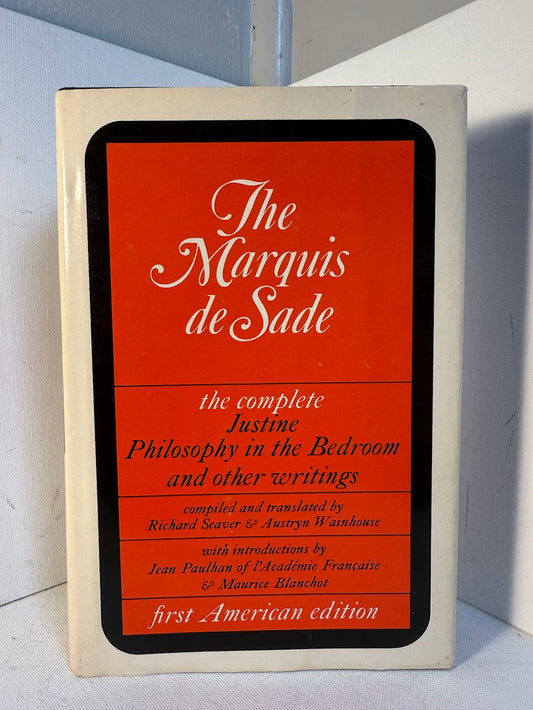 The
Marquis
de Sade
the complete
Justine
Philosophy in the Bedroom
and other writings
compiled and translated by
Richard Seaver & Austryn Wainhouse
with introductions by
Jean Paulhan of l'Académie Française
& Maurice Blanchot
first American edition